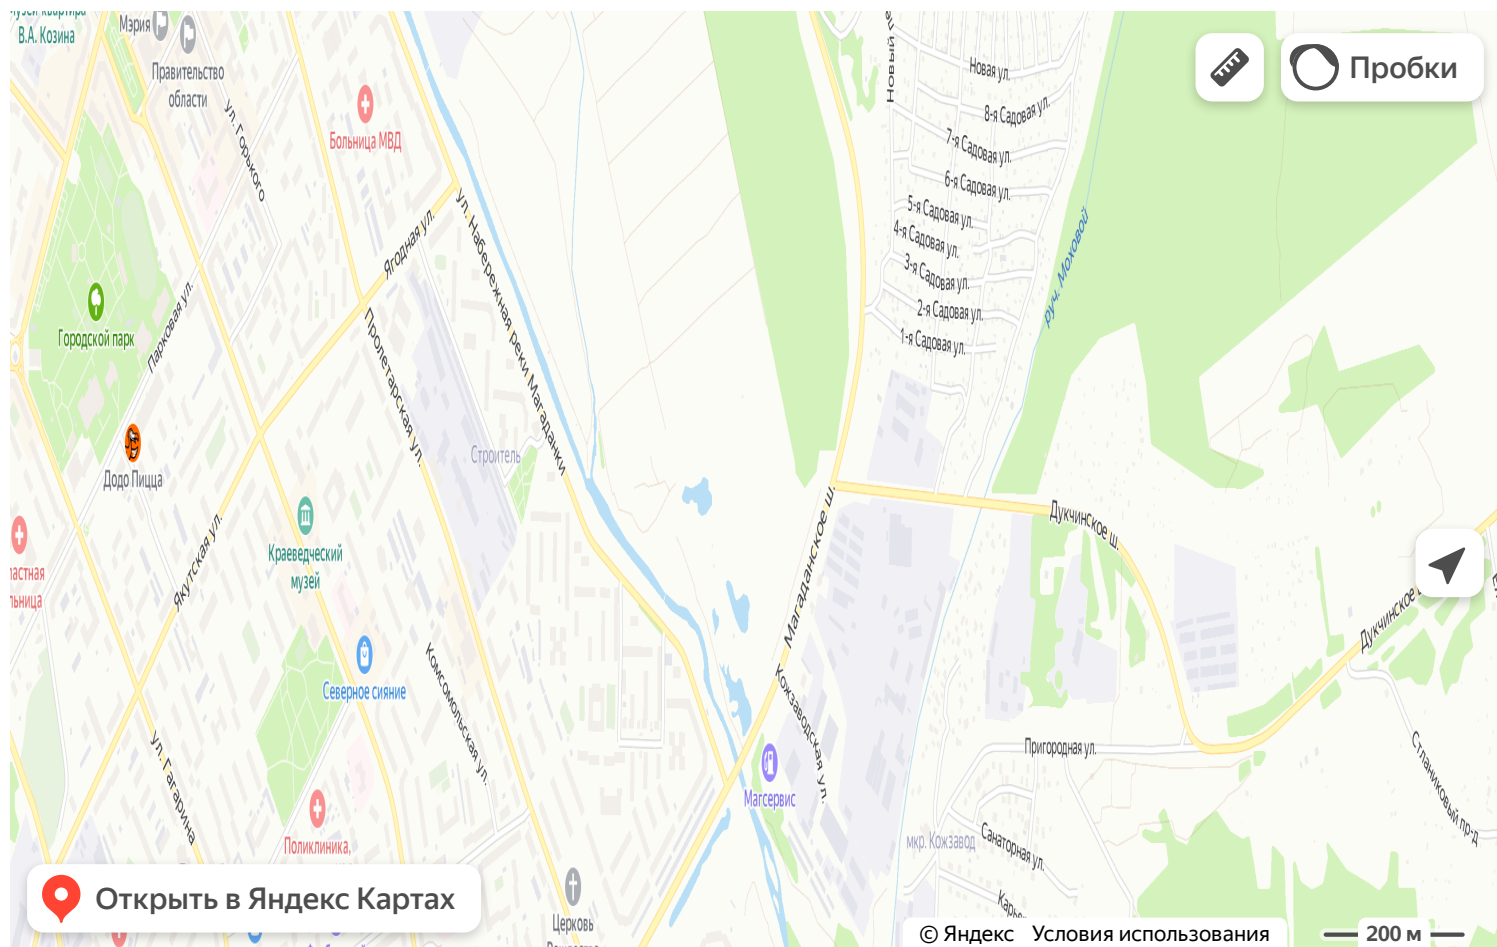 Музей-квартира
В.А. Козина
Мэрия
Правительство
области
ул. Горького
Больница МВД
Новая ул.
8-я Садовая ул.
7-я Садовая ул.
6-я Садовая ул.
5-я Садовая ул.
4-я Садовая ул.
3-я Садовая ул.
2-я Садовая ул.
1-я Садовая ул.
Пробки
Ягодная ул.
ул. Набережная реки Магаданки
руч. Моховой
Городской парк
Парковая ул.
Пролетарская ул.
Додо Пицца
Строитель
Якутская ул.
Краеведческий
музей
Магаданское ш.
Дукчинское ш.
Дукчинское
Северное сияние
Комсомольская ул.
Кожзаводская ул.
ул. Гагарина
Магсервис
Пригородная ул.
Стланиковый пр-д
Поликлиника,
мкр. Кожзавод
Санаторная ул.
Церковь
Открыть в Яндекс Картах
© Яндекс Условия использования
200 м